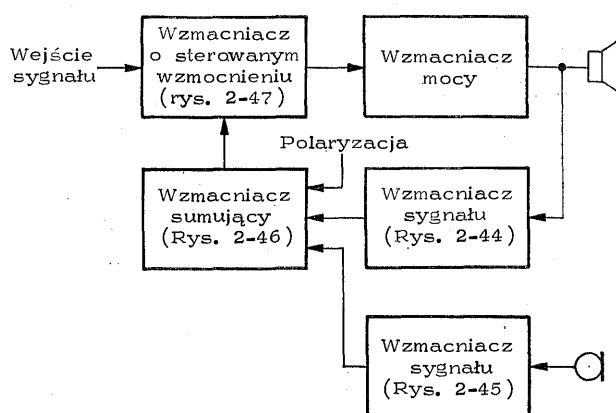 Wejście
sygnału
Wzmacniacz
o sterowanym
wzmocnieniu
(rys. 2-47)
Wzmacniacz
mocy
Polaryzacja
Wzmacniacz
sumujący
(Rys. 2-46)
Wzmacniacz
sygnału
(Rys. 2-44)
Wzmacniacz
sygnału
(Rys. 2-45)